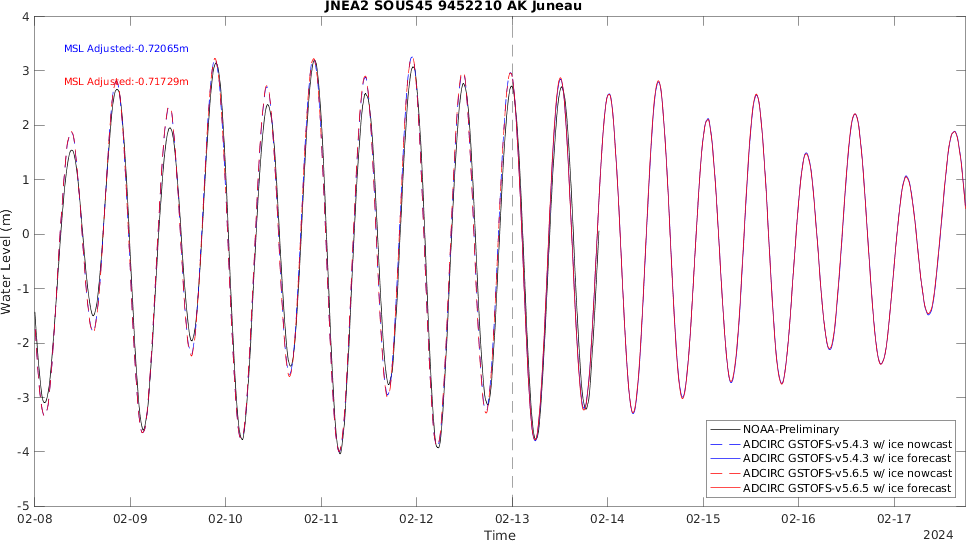 JNEA2 SOUS45 9452210 AK Juneau
MSL Adjusted:-0.72065m
MSL Adjusted:-0.71729m
Water Level (m)
4
3
2
1
0
-1
-2
-3
-4
-5
NOAA-Preliminary
ADCIRC GSTOFS-v5.4.3 w/ ice nowcast
ADCIRC GSTOFS-v5.4.3 w/ ice forecast
ADCIRC GSTOFS-v5.6.5 w/ ice nowcast
ADCIRC GSTOFS-v5.6.5 w/ ice forecast
02-08 02-09 02-10 02-11 02-12 02-13 02-14 02-15 02-16 02-17
Time
2024